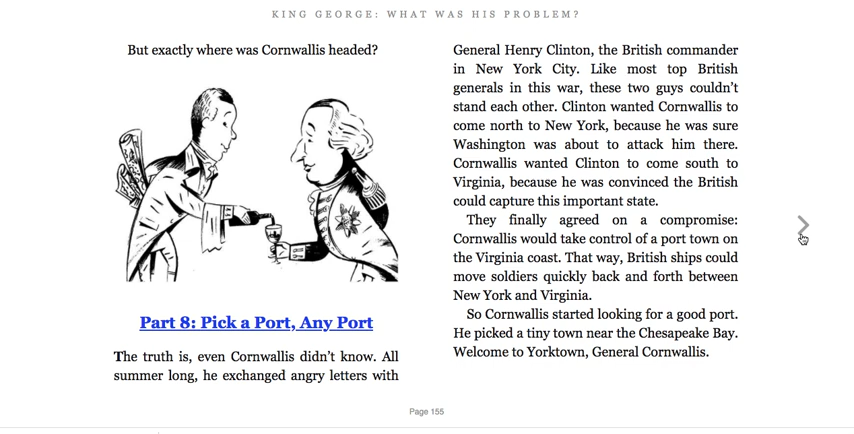 KING GEORGE: WHAT WAS HIS PROBLEM?
But exactly where was Cornwallis headed?
Part 8: Pick a Port, Any Port
The truth is, even Cornwallis didn't know. All
summer long, he exchanged angry letters with
General Henry Clinton, the British commander
in New York City. Like most top British
generals in this war, these two guys couldn't
stand each other. Clinton wanted Cornwallis to
come north to New York, because he was sure
Washington was about to attack him there.
Cornwallis wanted Clinton to come south to
Virginia, because he was convinced the British
could capture this important state.
They finally agreed on a compromise:
Cornwallis would take control of a port town on
the Virginia coast. That way, British ships could
move soldiers quickly back and forth between
New York and Virginia.
So Cornwallis started looking for a good port.
He picked a tiny town near the Chesapeake Bay.
Welcome to Yorktown, General Cornwallis.
Page 155